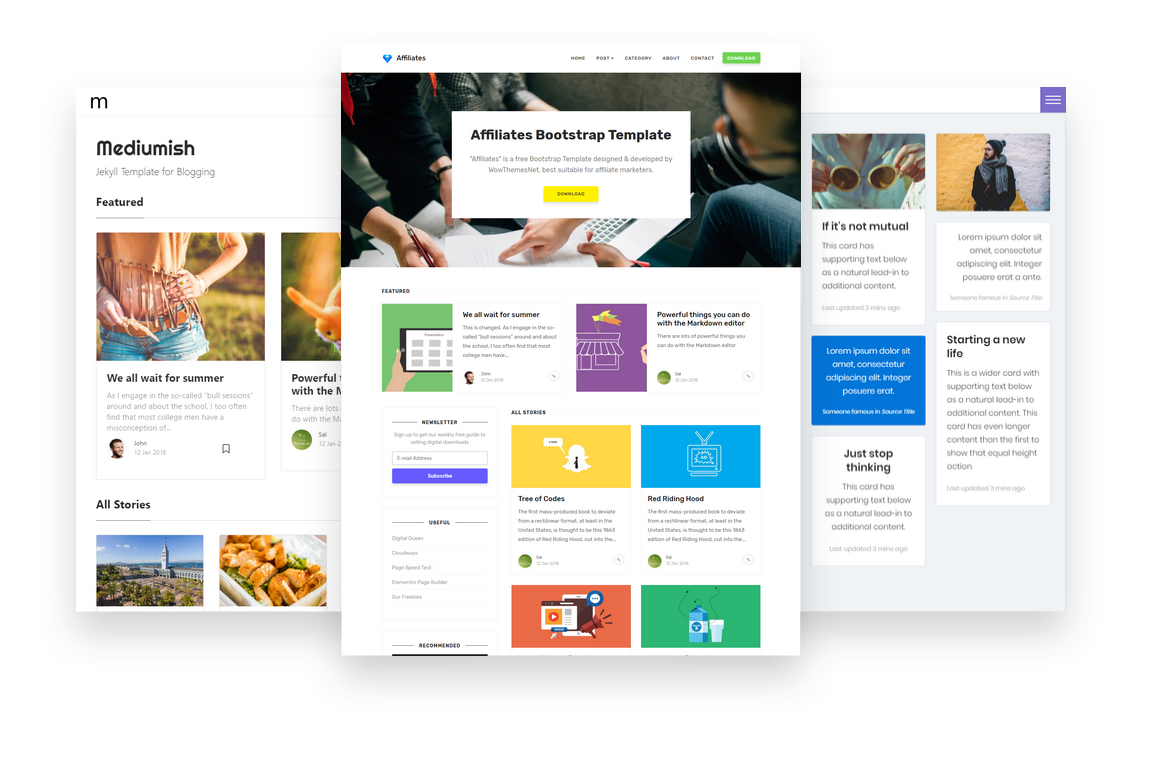 m
Mediumish
Jekyll Template for Blogging
Featured
We all wait for summer
As I engage in the so-called "bull sessions"
around and about the school, I too often
find that most college men have a
misconception of...
John
12 Jan 2018
Powerful
with the M
There are lots
do with the Ma
Sal
12 Jan 2
All Stories
Affiliates
HOME POST CATEGORY ABOUT CONTACT DOWNLOAD
Affiliates Bootstrap Template
"Affiliates" is a free Bootstrap Template designed & developed by
WowThemesNet, best suitable for affiliate marketers.
DOWNLOAD
FEATURED
Presentation
We all wait for summer
This is changed. As I engage in the so-
called "bull sessions" around and about
the school, I too often find that most
college men have...
John
12 Jan 2018
Powerful things you can do
with the Markdown editor
There are lots of powerful things you
can do with the Markdown editor
Sal
12 Jan 2018
NEWSLETTER
Sign up to get our weekly free guide to
selling digital downloads
E-mail Address
Subscribe
USEFUL
Digital Ocean
Cloudways
Page Speed Test
Elementor Page Builder
Our Freebies
RECOMMENDED
ALL STORIES
Tree of Codes
The first mass-produced book to deviate
from a rectilinear format, at least in the
United States, is thought to be this 1863
edition of Red Riding Hood, cut into the...
Sal
12 Jan 2018
AD
Red Riding Hood
The first mass-produced book to deviate
from a rectilinear format, at least in the
United States, is thought to be this 1863
edition of Red Riding Hood, cut into the...
Sal
12 Jan 2018
If it's not mutual
This card has
supporting text below
as a natural lead-in to
additional content.
Last updated 3 mins ago
Lorem ipsum dolor sit
amet, consectetur
adipiscing elit. Integer
posuere erat.
Someone famous in Source Title
Just stop
thinking
This card has
supporting text below
as a natural lead-in to
additional content.
Last updated 3 mins ago
Lorem ipsum dolor sit
amet, consectetur
adipiscing elit. Integer
posuere erat a ante.
Someone famous in Source Title
Starting a new
life
This is a wider card with
supporting text below
as a natural lead-in to
additional content. This
card has even longer
content than the first to
show that equal height
action.
Last updated 3 mins ago